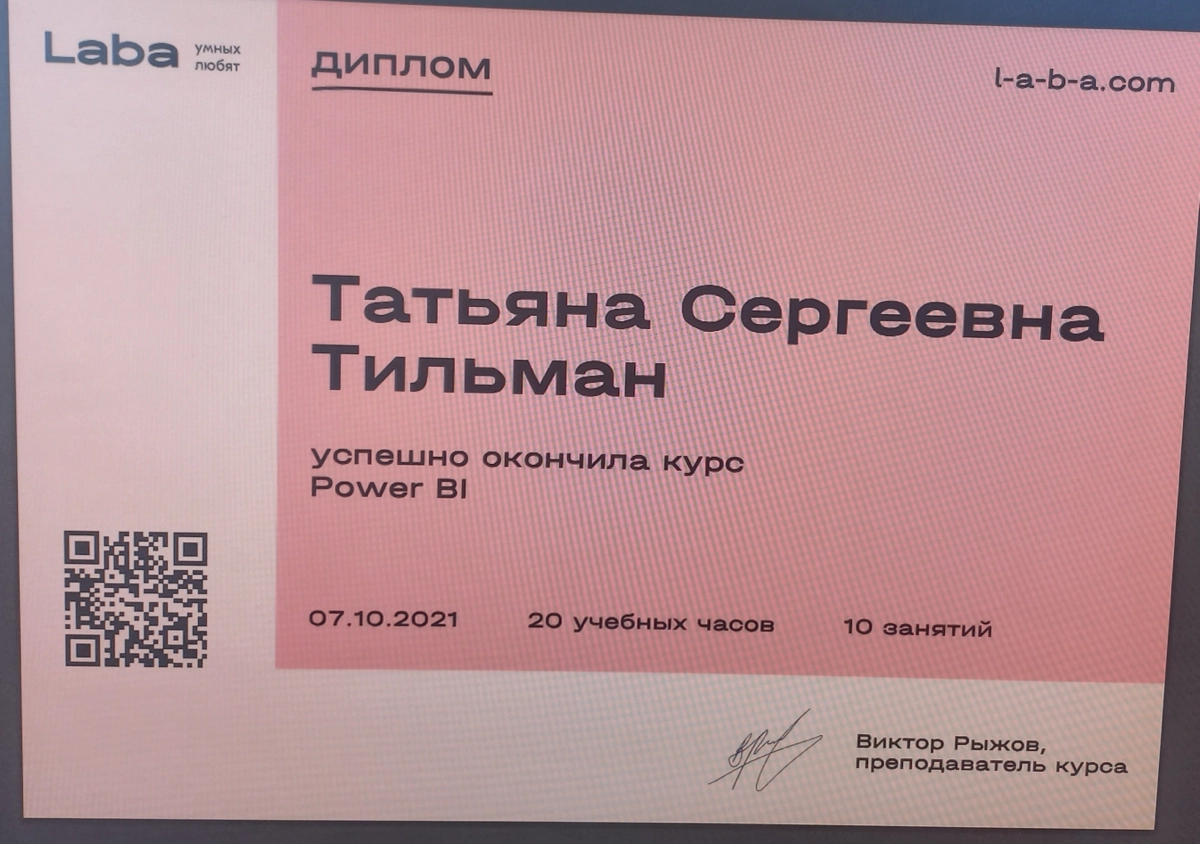 Laba умных
любят
диплом
l-a-b-a.com
Татьяна Сергеевна
Тильман
успешно окончила курс
Power BI
07.10.2021 20 учебных часов 10 занятий
Виктор Рыжов,
преподаватель курса